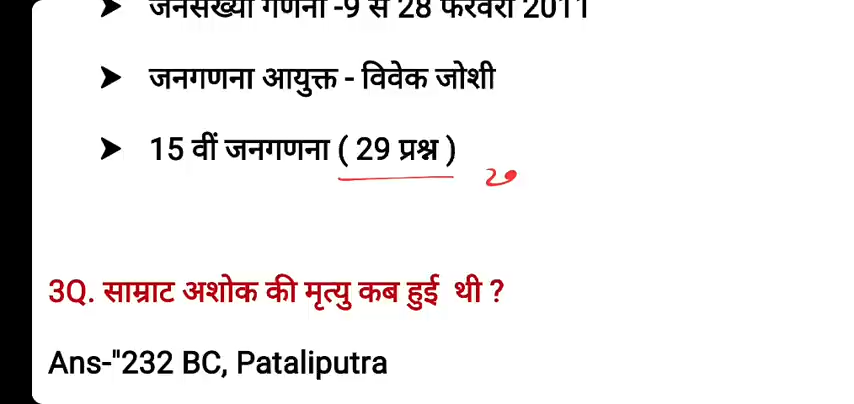 ➤ जनसंख्या गणना -9 से 28 फरवरी 2011
➤ जनगणना आयुक्त - विवेक जोशी
➤ 15 वीं जनगणना ( 29 प्रश्न )
3Q. साम्राट अशोक की मृत्यु कब हुई थी ?
Ans-"232 BC, Pataliputra